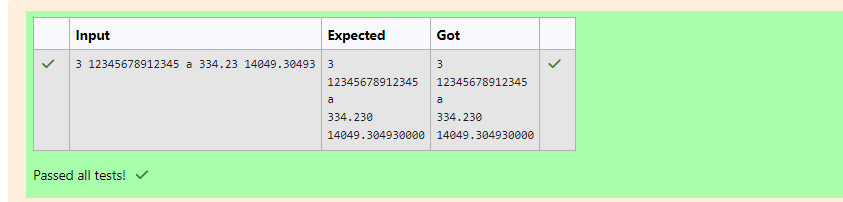 Input Expected Got
3 12345678912345 a 334.23 14049.30493 3 3
12345678912345 12345678912345
a a
334.230 334.230
14049.304930000 14049.304930000
Passed all tests!